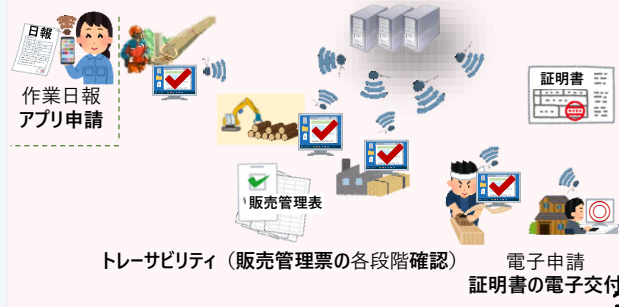 日報
作業日報
アプリ申請
証明書
販売管理表
トレーサビリティ（販売管理票の各段階確認）
電子申請
証明書の電子交付